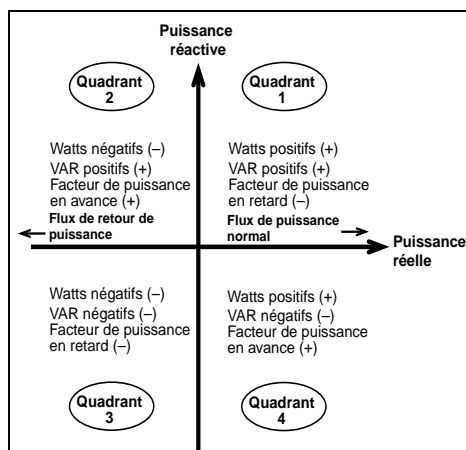 Puissance
réactive
Quadrant
2
Quadrant
1
Watts négatifs (–)
VAR positifs (+)
Facteur de puissance
en avance (+)
Flux de retour de
puissance
Watts positifs (+)
VAR positifs (+)
Facteur de puissance
en retard (–)
Flux de puissance
normal
Puissance
réelle
Watts négatifs (–)
VAR négatifs (–)
Facteur de puissance
en retard (–)
Watts positifs (+)
VAR négatifs (–)
Facteur de puissance
en avance (+)
Quadrant
3
Quadrant
4